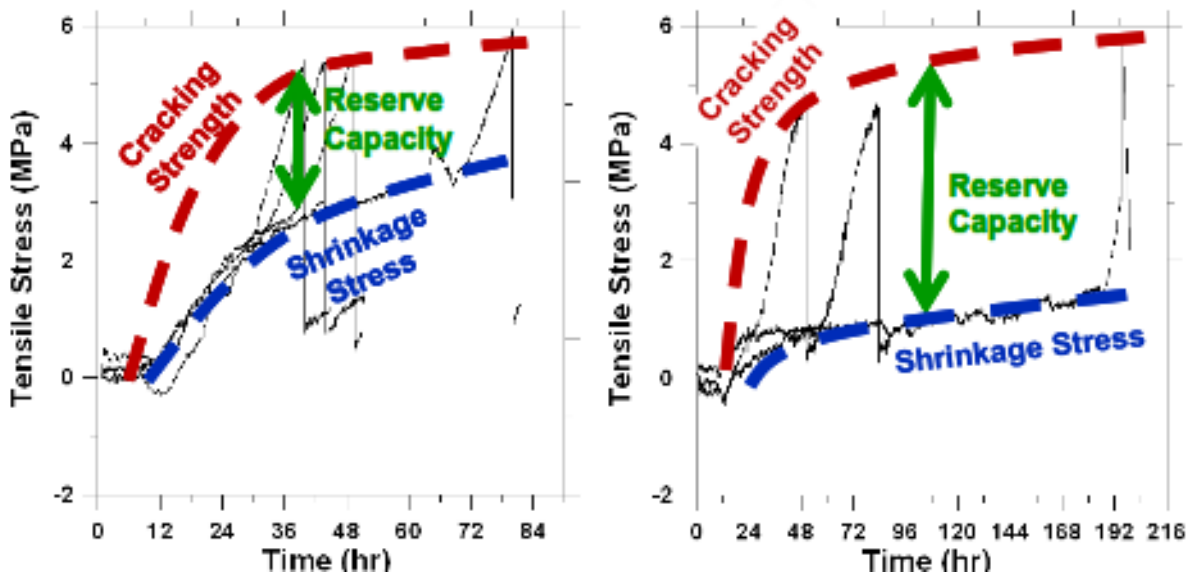 6
4
2
0
-2
Tensile Stress (MPa)
Cracking
Strength
Reserve
Capacity
Shrinkage
Stress
0 12 24 36 48 60 72 84
Time (hr)
6
4
2
0
-2
Tensile Stress (MPa)
Cracking
Strength
Reserve
Capacity
Shrinkage Stress
0 24 48 72 96 120 144 168 192 216
Time (hr)